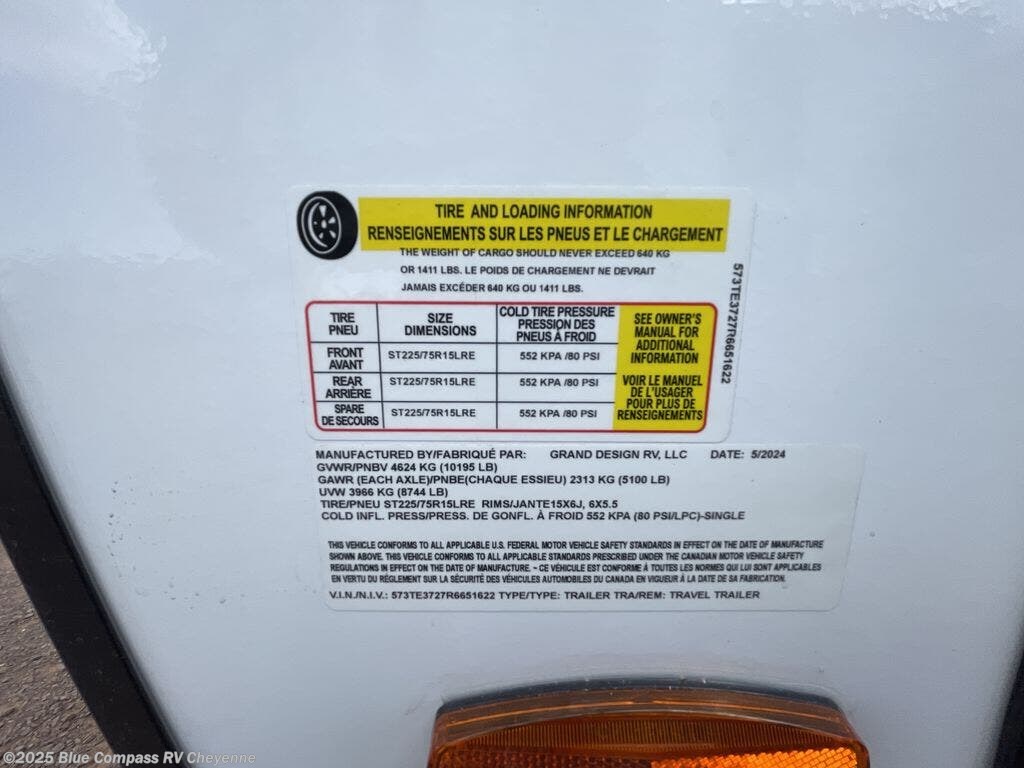 TIRE AND LOADING INFORMATION
RENSEIGNEMENTS SUR LES PNEUS ET LE CHARGEMENT
THE WEIGHT OF CARGO SHOULD NEVER EXCEED 640 KG
OR 1411 LBS. LE POIDS DE CHARGEMENT NE DEVRAIT
JAMAIS EXCÉDER 640 KG OU 1411 LBS.
TIRE
PNEU
SIZE
DIMENSIONS
COLD TIRE PRESSURE
PRESSION DES
PNEUS À FROID
FRONT
AVANT
ST225/75R15LRE
552 KPA /80 PSI
REAR
ARRIÈRE
ST225/75R15LRE
552 KPA /80 PSI
SPARE
DE SECOURS
ST225/75R15LRE
552 KPA /80 PSI
SEE OWNER'S
MANUAL FOR
ADDITIONAL
INFORMATION
VOIR LE MANUEL
DE L'USAGER
POUR PLUS DE
RENSEIGNEMENTS
573TE3727R6651622
MANUFACTURED BY/FABRIQUÉ PAR: GRAND DESIGN RV, LLC DATE: 5/2024
GVWR/PNBV 4624 KG (10195 LB)
GAWR (EACH AXLE)/PNBE(CHAQUE ESSIEU) 2313 KG (5100 LB)
UVW 3966 KG (8744 LB)
TIRE/PNEU ST225/75R15LRE RIMS/JANTE15X6J, 6X5.5
COLD INFL. PRESS/PRESS. DE GONFL. À FROID 552 KPA (80 PSI/LPC)-SINGLE
THIS VEHICLE CONFORMS TO ALL APPLICABLE U.S. FEDERAL MOTOR VEHICLE SAFETY STANDARDS IN EFFECT ON THE DATE OF MANUFACTURE
SHOWN ABOVE. THIS VEHICLE CONFORMS TO ALL APPLICABLE STANDARDS PRESCRIBED UNDER THE CANADIAN MOTOR VEHICLE SAFETY
REGULATIONS IN EFFECT ON THE DATE OF MANUFACTURE. - CE VÉHICULE EST CONFORME À TOUTES LES NORMES QUI LUI SONT APPLICABLES
EN VERTU DU RÈGLEMENT SUR LA SÉCURITÉ DES VÉHICULES AUTOMOBILES DU CANADA EN VIGUEUR À LA DATE DE SA FABRICATION.
V.I.N./N.I.V.: 573TE3727R6651622 TYPE/TYPE: TRAILER TRA/REM: TRAVEL TRAILER
©2025 Blue Compass RV Cheyenne